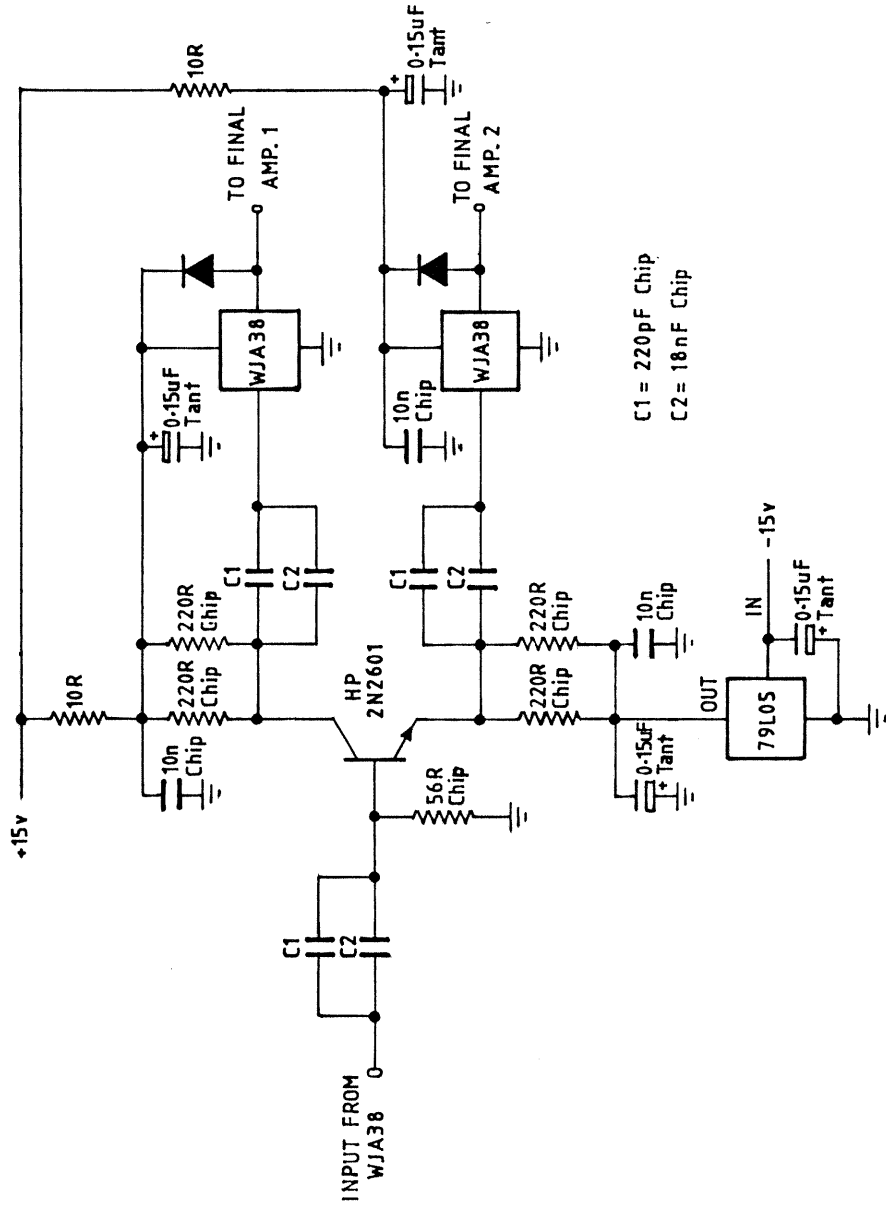 +15v
10R
10R
10n
Chip
220R
Chip
220R
Chip
+
0·15uF
Tant
C1
C2
WJA38
TO FINAL
AMP. 1
INPUT FROM
WJA38
C1
C2
56R
Chip
HP
2N2601
C1
C2
10n
Chip
WJA38
+
0·15uF
Tant
TO FINAL
AMP. 2
220R
Chip
220R
Chip
0·15uF
+
Tant
10n
Chip
OUT
79L05
IN
-15v
0·15uF
+
Tant
C1 = 220pF Chip
C2 = 18nF Chip